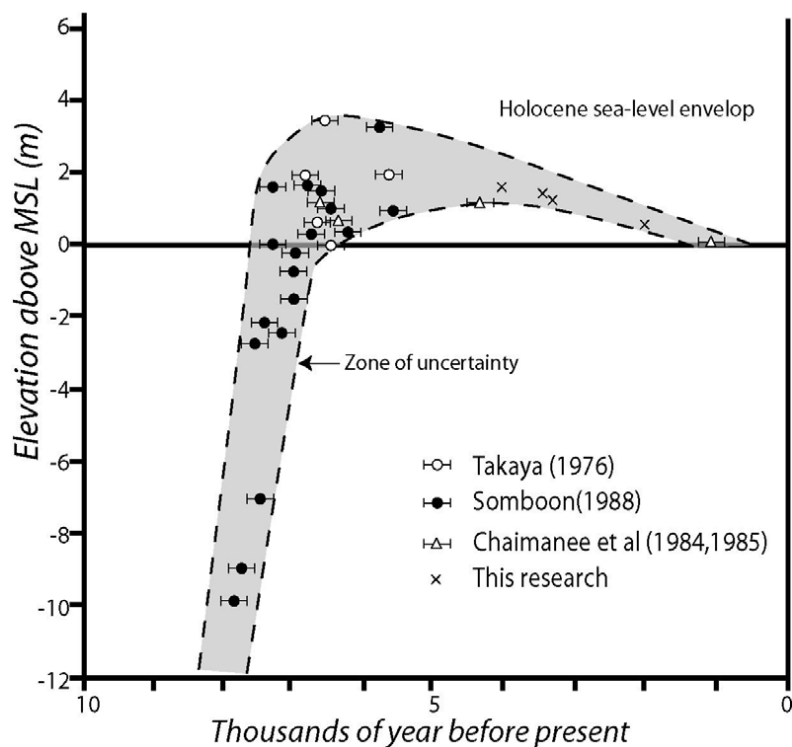 6
4
2
0
-2
-4
-6
-8
-10
-12
Elevation above MSL (m)
Holocene sea-level envelop
Zone of uncertainty
Takaya (1976)
Somboon(1988)
Chaimanee et al (1984,1985)
This research
10
5
0
Thousands of year before present